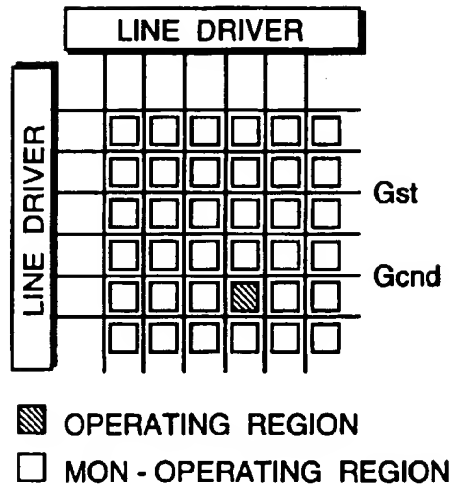 LINE DRIVER
LINE DRIVER
Gst
Gcnd
OPERATING REGION
MON - OPERATING REGION